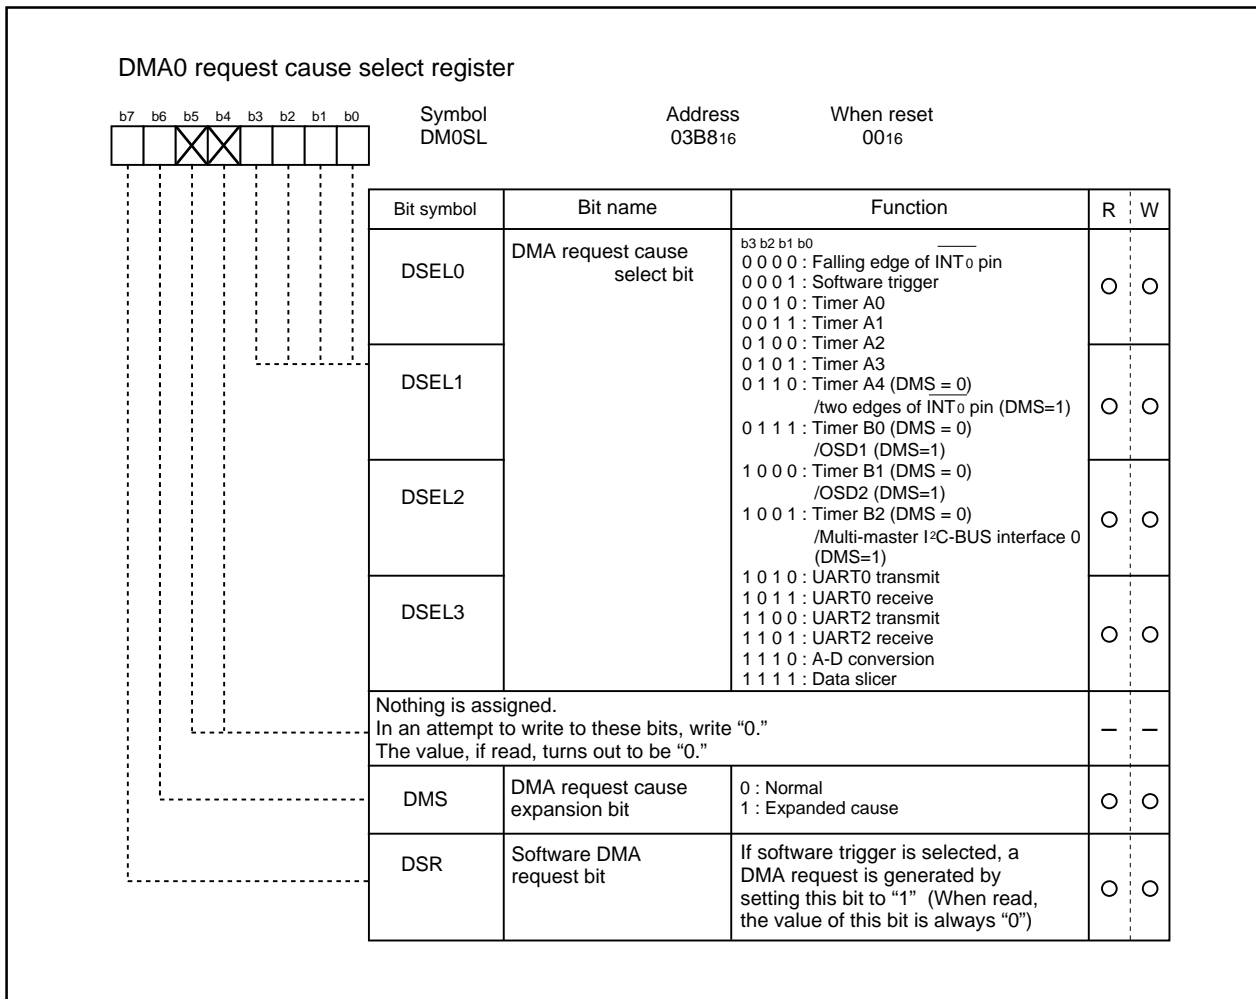 DMA0 request cause select register
b7 b6 b5 b4 b3 b2 b1 b0
Symbol Address When reset
DM0SL 03B816 0016
Bit symbol Bit name Function R W
DSEL0
DSEL1
DSEL2
DSEL3
DMA request cause
select bit
b3 b2 b1 b0
0 0 0 0 : Falling edge of INT0 pin
0 0 0 1 : Software trigger
0 0 1 0 : Timer A0
0 0 1 1 : Timer A1
0 1 0 0 : Timer A2
0 1 0 1 : Timer A3
0 1 1 0 : Timer A4 (DMS = 0)
/two edges of INT0 pin (DMS=1)
0 1 1 1 : Timer B0 (DMS = 0)
/OSD1 (DMS=1)
1 0 0 0 : Timer B1 (DMS = 0)
/OSD2 (DMS=1)
1 0 0 1 : Timer B2 (DMS = 0)
/Multi-master I2C-BUS interface 0
(DMS=1)
1 0 1 0 : UART0 transmit
1 0 1 1 : UART0 receive
1 1 0 0 : UART2 transmit
1 1 0 1 : UART2 receive
1 1 1 0 : A-D conversion
1 1 1 1 : Data slicer
Nothing is assigned.
In an attempt to write to these bits, write “0.”
The value, if read, turns out to be “0.”
– –
DMS
DMA request cause
expansion bit
0 : Normal
1 : Expanded cause
DSR
Software DMA
request bit
If software trigger is selected, a
DMA request is generated by
setting this bit to “1” (When read,
the value of this bit is always “0”)